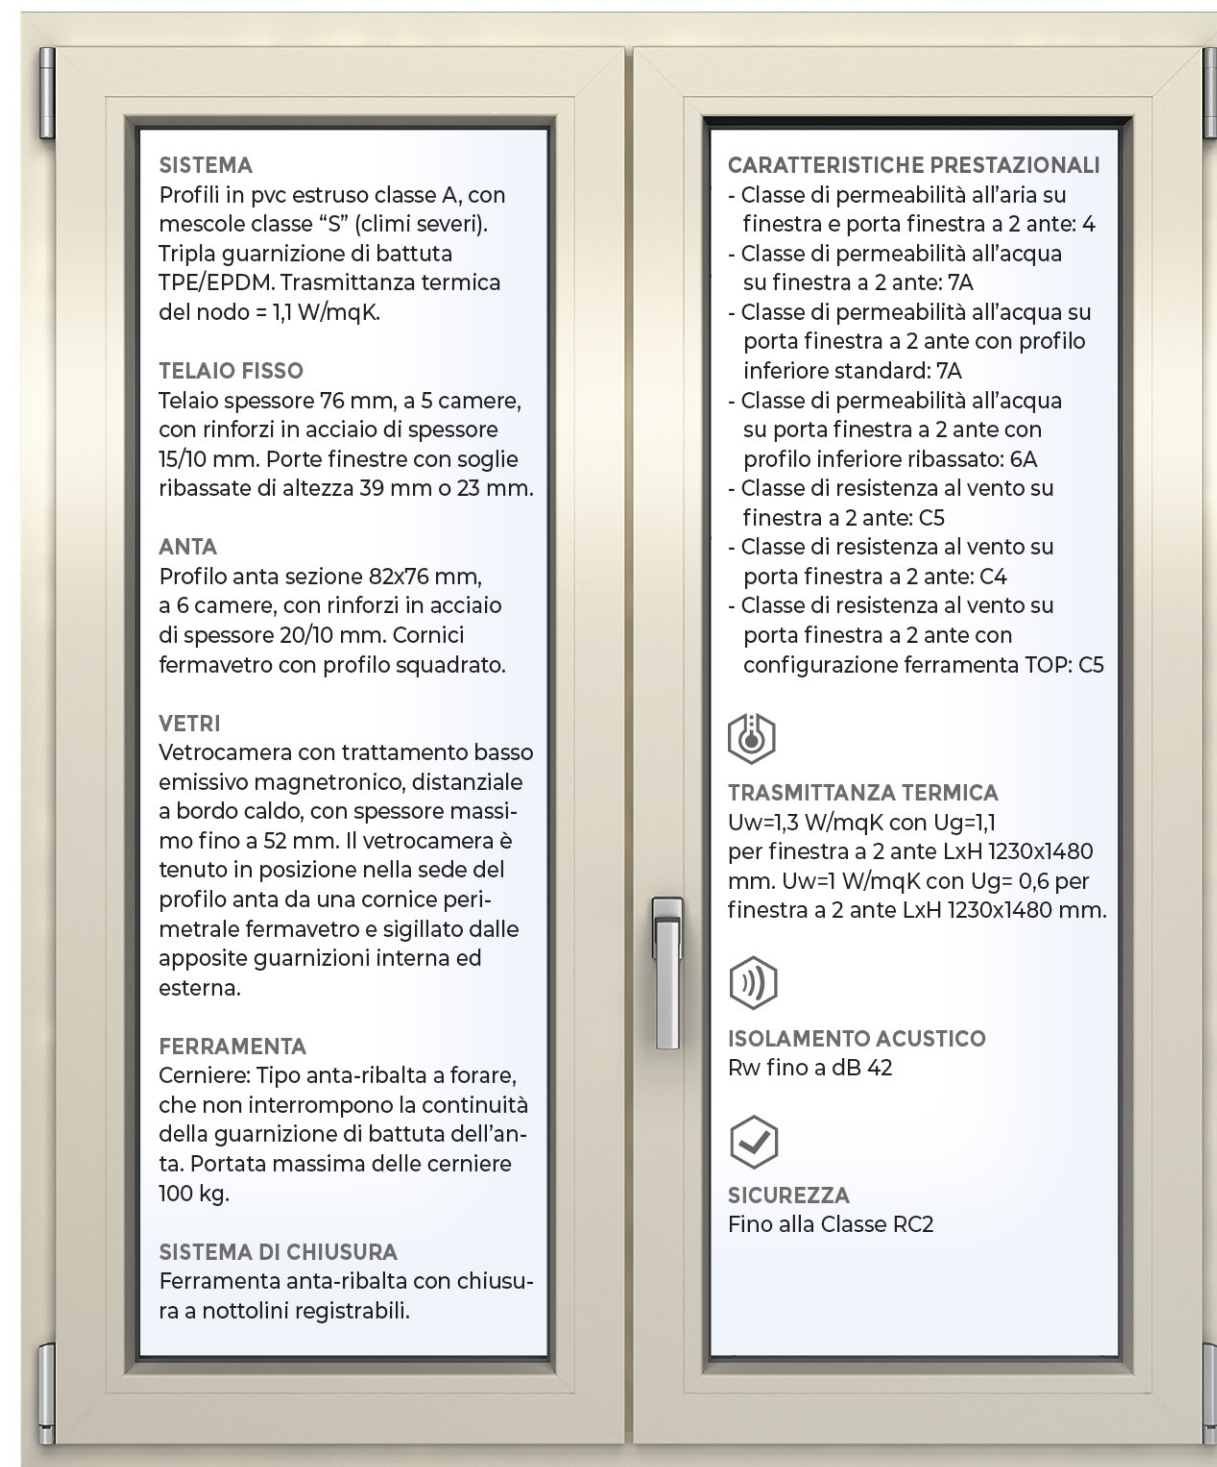 SISTEMA
Profili in pvc estruso classe A, con
mescole classe “S” (climi severi).
Tripla guarnizione di battuta
TPE/EPDM. Trasmittanza termica
del nodo = 1,1 W/mqK.
TELAIO FISSO
Telaio spessore 76 mm, a 5 camere,
con rinforzi in acciaio di spessore
15/10 mm. Porte finestre con soglie
ribassate di altezza 39 mm o 23 mm.
ANTA
Profilo anta sezione 82x76 mm,
a 6 camere, con rinforzi in acciaio
di spessore 20/10 mm. Cornici
fermavetro con profilo squadrato.
VETRI
Vetrocamera con trattamento basso
emissivo magnetronico, distanziale
a bordo caldo, con spessore massi-
mo fino a 52 mm. Il vetrocamera è
tenuto in posizione nella sede del
profilo anta da una cornice peri-
metrale fermavetro e sigillato dalle
apposite guarnizioni interna ed
esterna.
FERRAMENTA
Cerniere: Tipo anta-ribalta a forare,
che non interrompono la continuità
della guarnizione di battuta dell’an-
ta. Portata massima delle cerniere
100 kg.
SISTEMA DI CHIUSURA
Ferramenta anta-ribalta con chiusu-
ra a nottolini registrabili.
CARATTERISTICHE PRESTAZIONALI
- Classe di permeabilità all’aria su
finestra e porta finestra a 2 ante: 4
- Classe di permeabilità all’acqua
su finestra a 2 ante: 7A
- Classe di permeabilità all’acqua su
porta finestra a 2 ante con profilo
inferiore standard: 7A
- Classe di permeabilità all’acqua
su porta finestra a 2 ante con
profilo inferiore ribassato: 6A
- Classe di resistenza al vento su
finestra a 2 ante: C5
- Classe di resistenza al vento su
porta finestra a 2 ante: C4
- Classe di resistenza al vento su
porta finestra a 2 ante con
configurazione ferramenta TOP: C5
TRASMITTANZA TERMICA
Uw=1,3 W/mqK con Ug=1,1
per finestra a 2 ante LxH 1230x1480
mm. Uw=1 W/mqK con Ug= 0,6 per
finestra a 2 ante LxH 1230x1480 mm.
ISOLAMENTO ACUSTICO
Rw fino a dB 42
SICUREZZA
Fino alla Classe RC2